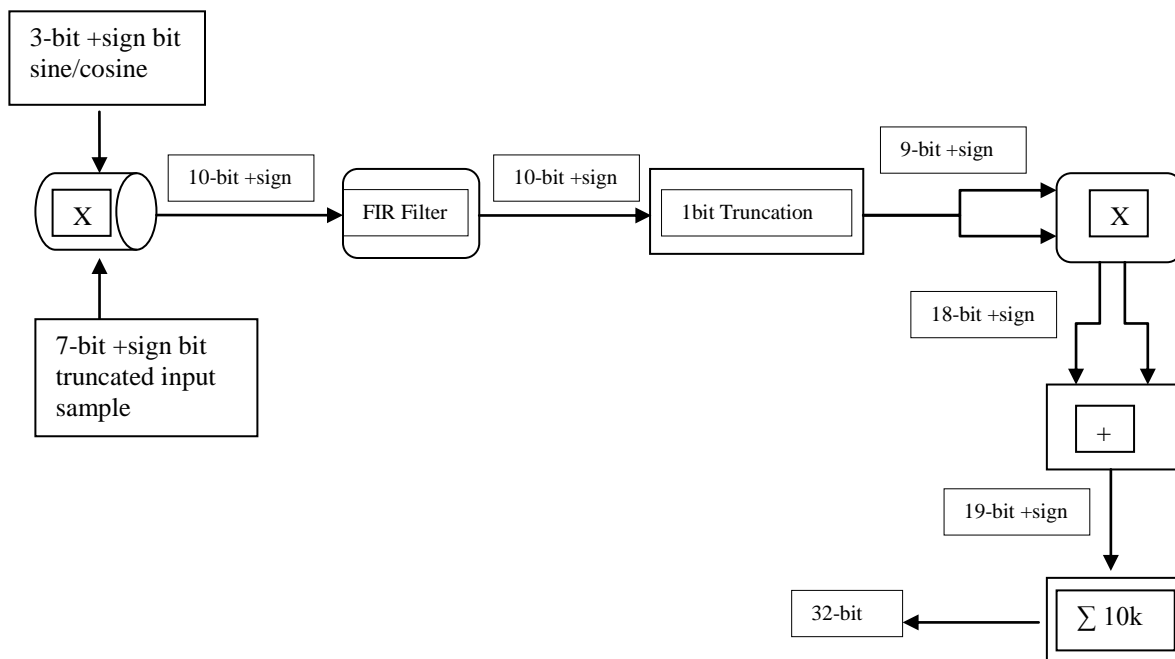 3-bit +sign bit
sine/cosine
10-bit +sign
10-bit +sign
9-bit +sign
X
FIR Filter
1bit Truncation
X
7-bit +sign bit
truncated input
sample
18-bit +sign
+
19-bit +sign
32-bit
∑ 10k